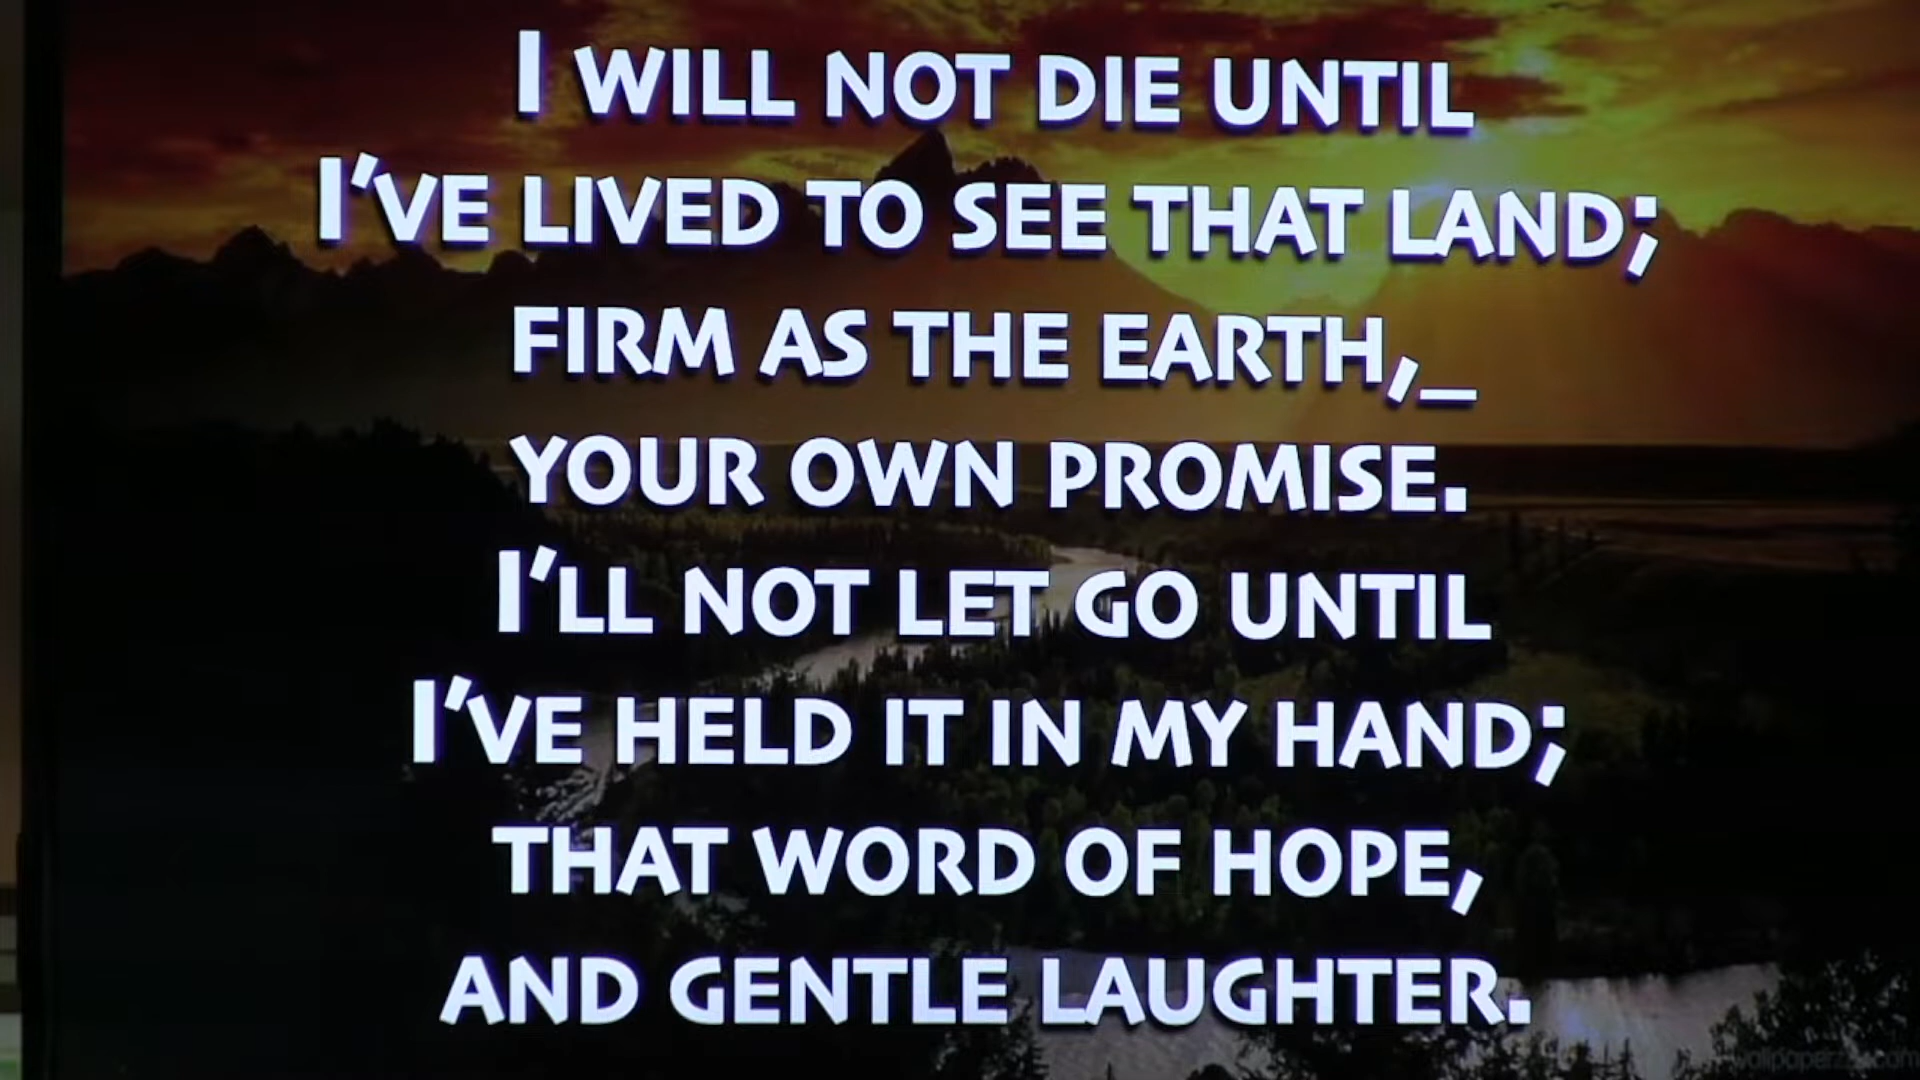 I WILL NOT DIE UNTIL
I'VE LIVED TO SEE THAT LAND;
FIRM AS THE EARTH,_
YOUR OWN PROMISE.
I'LL NOT LET GO UNTIL
I'VE HELD IT IN MY HAND;
THAT WORD OF HOPE,
AND GENTLE LAUGHTER.